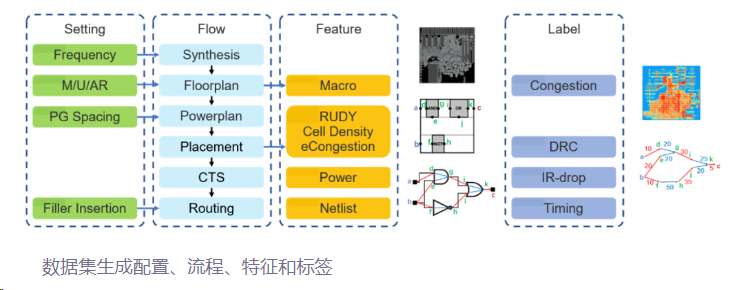 Setting
Flow
Feature
Label
Frequency
Synthesis
M/U/AR
Floorplan
Macro
Congestion
PG Spacing
Powerplan
RUDY
Cell Density
eCongestion
Placement
DRC
CTS
Power
IR-drop
Filler Insertion
Routing
Netlist
Timing
数据集生成配置、流程、特征和标签